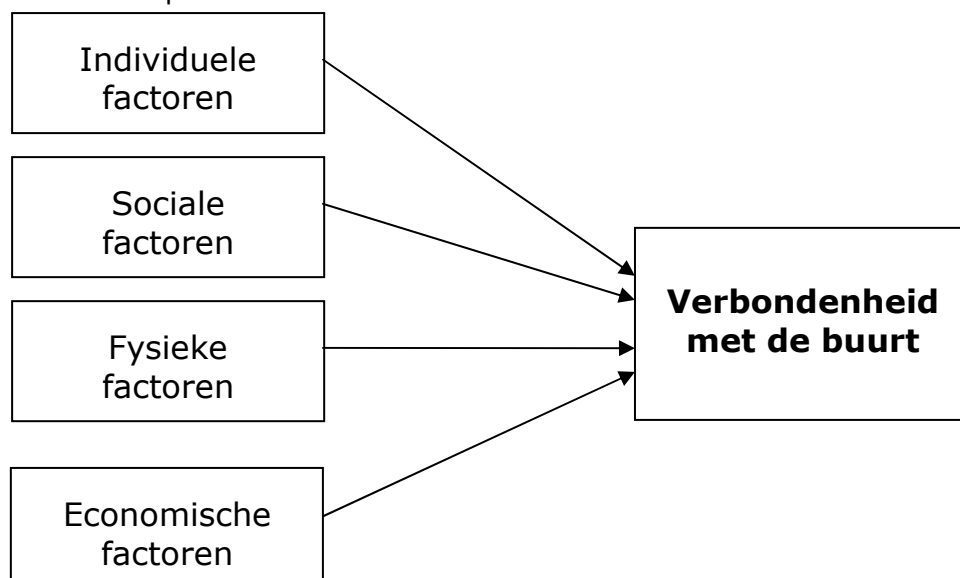 Individuele
factoren
Sociale
factoren
Fysieke
factoren
Economische
factoren
Verbondenheid
met de buurt